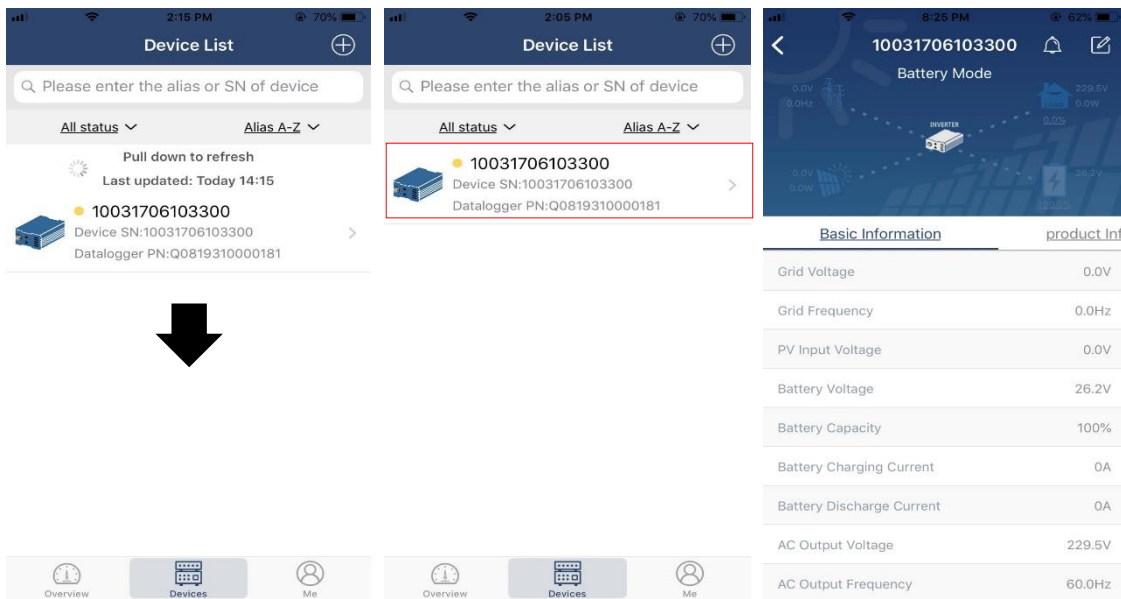 2:15 PM
70%
Device List
Please enter the alias or SN of device
All status
Alias A-Z
Pull down to refresh
Last updated: Today 14:15
10031706103300
Device SN:10031706103300
Datalogger PN:Q0819310000181
Overview
Devices
Me
2:05 PM
70%
Device List
Please enter the alias or SN of device
All status
Alias A-Z
10031706103300
Device SN:10031706103300
Datalogger PN:Q0819310000181
Overview
Devices
Me
8:25 PM
62%
10031706103300
Battery Mode
0.0V
0.0Hz
229.5V
0.0W
0.0%
INVERTER
0.0V
0.0W
26.2V
100.0%
Basic Information
product Inf
Grid Voltage 0.0V
Grid Frequency 0.0Hz
PV Input Voltage 0.0V
Battery Voltage 26.2V
Battery Capacity 100%
Battery Charging Current 0A
Battery Discharge Current 0A
AC Output Voltage 229.5V
AC Output Frequency 60.0Hz